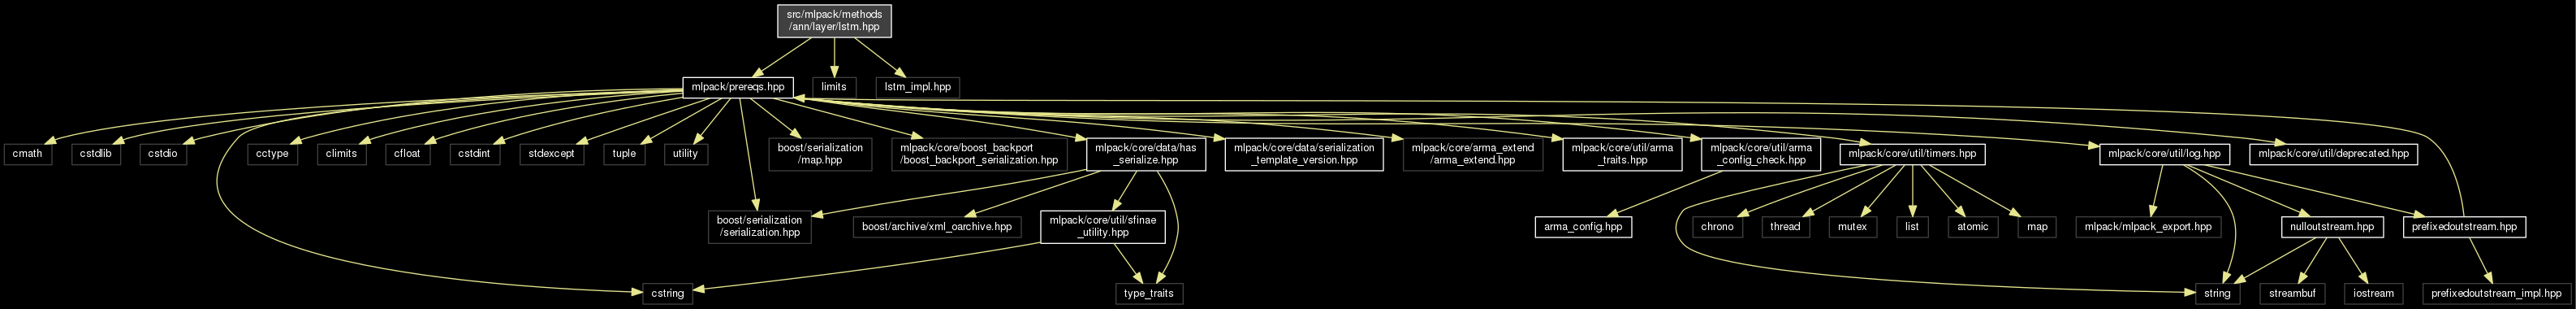 src/mlpack/methods
/ann/layer/lstm.hpp
mlpack/prereqs.hpp
limits
lstm_impl.hpp
cmath
cstdlib
cstdio
cctype
climits
cfloat
cstdint
stdexcept
tuple
utility
boost/serialization
/map.hpp
mlpack/core/boost_backport
/boost_backport_serialization.hpp
mlpack/core/data/has
_serialize.hpp
mlpack/core/data/serialization
_template_version.hpp
mlpack/core/arma_extend
/arma_extend.hpp
mlpack/core/util/arma
_traits.hpp
mlpack/core/util/arma
_config_check.hpp
mlpack/core/util/timers.hpp
mlpack/core/util/log.hpp
mlpack/core/util/deprecated.hpp
boost/serialization
/serialization.hpp
boost/archive/xml_oarchive.hpp
mlpack/core/util/sfinae
_utility.hpp
arma_config.hpp
chrono
thread
mutex
list
atomic
map
mlpack/mlpack_export.hpp
nulloutstream.hpp
prefixedoutstream.hpp
cstring
type_traits
string
streambuf
iostream
prefixedoutstream_impl.hpp